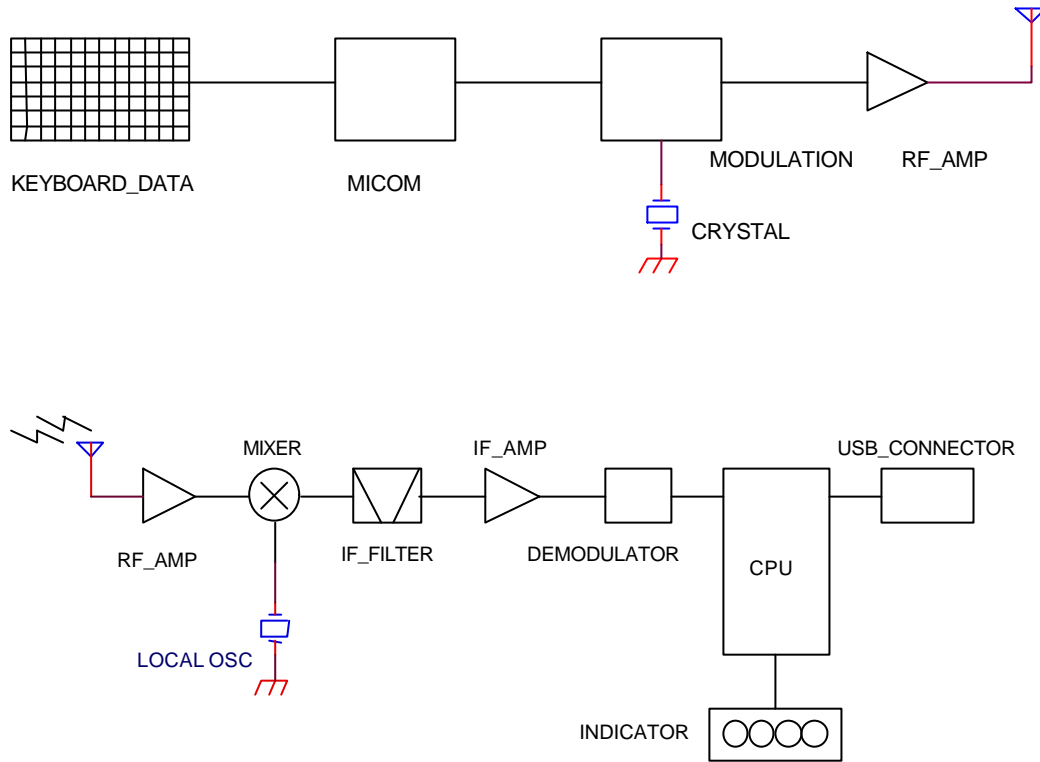 KEYBOARD_DATA
MICOM
MODULATION
RF_AMP
CRYSTAL
MIXER
IF_AMP
USB_CONNECTOR
RF_AMP
IF_FILTER
DEMODULATOR
CPU
LOCAL OSC
INDICATOR